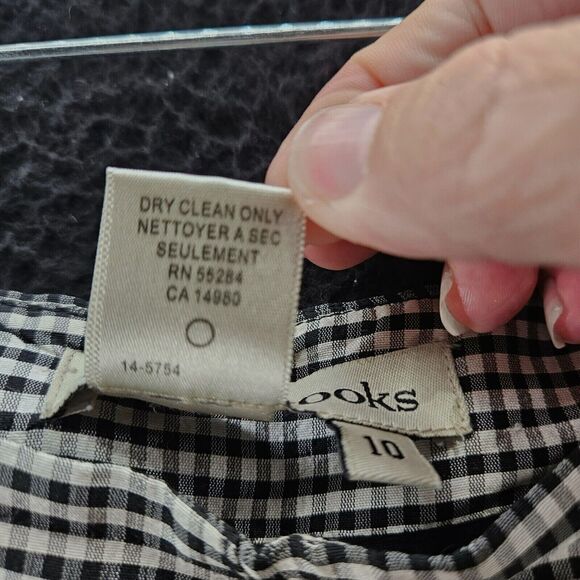 DRY CLEAN ONLY
NETTOYER A SEC
SEULEMENT
RN 55284
CA 14980
14-5754
ooks
10